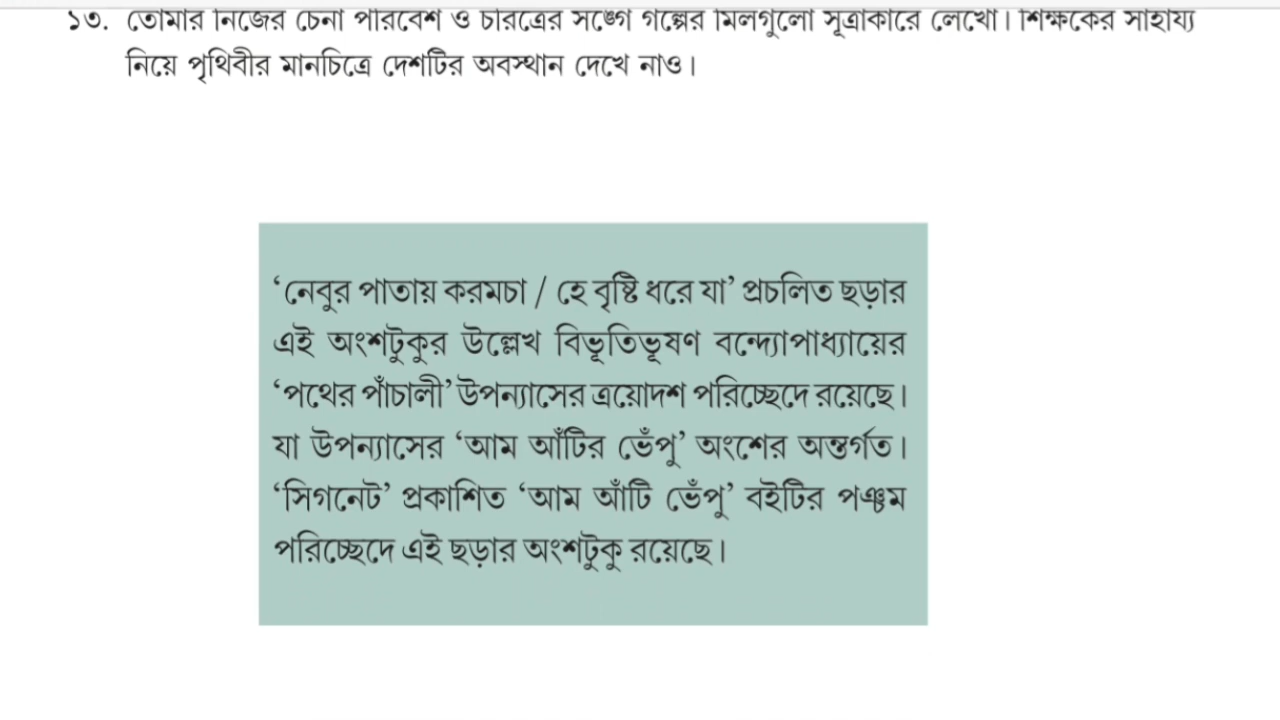 ১৩. তোমার নিজের চেনা পরিবেশ ও চরিত্রের সঙ্গে গল্পের মিলগুলো সূত্রাকারে লেখো। শিক্ষকের সাহায্য
নিয়ে পৃথিবীর মানচিত্রে দেশটির অবস্থান দেখে নাও।
‘নেবুর পাতায় করমচা / হে বৃষ্টি ধরে যা’ প্রচলিত ছড়ার
এই অংশটুকুর উল্লেখ বিভূতিভূষণ বন্দ্যোপাধ্যায়ের
‘পথের পাঁচালী’ উপন্যাসের ত্রয়োদশ পরিচ্ছেদে রয়েছে।
যা উপন্যাসের ‘আম আঁটির ভেঁপু’ অংশের অন্তর্গত।
‘সিগনেট’ প্রকাশিত ‘আম আঁটি ভেঁপু’ বইটির পঞ্চম
পরিচ্ছেদে এই ছড়ার অংশটুকু রয়েছে।